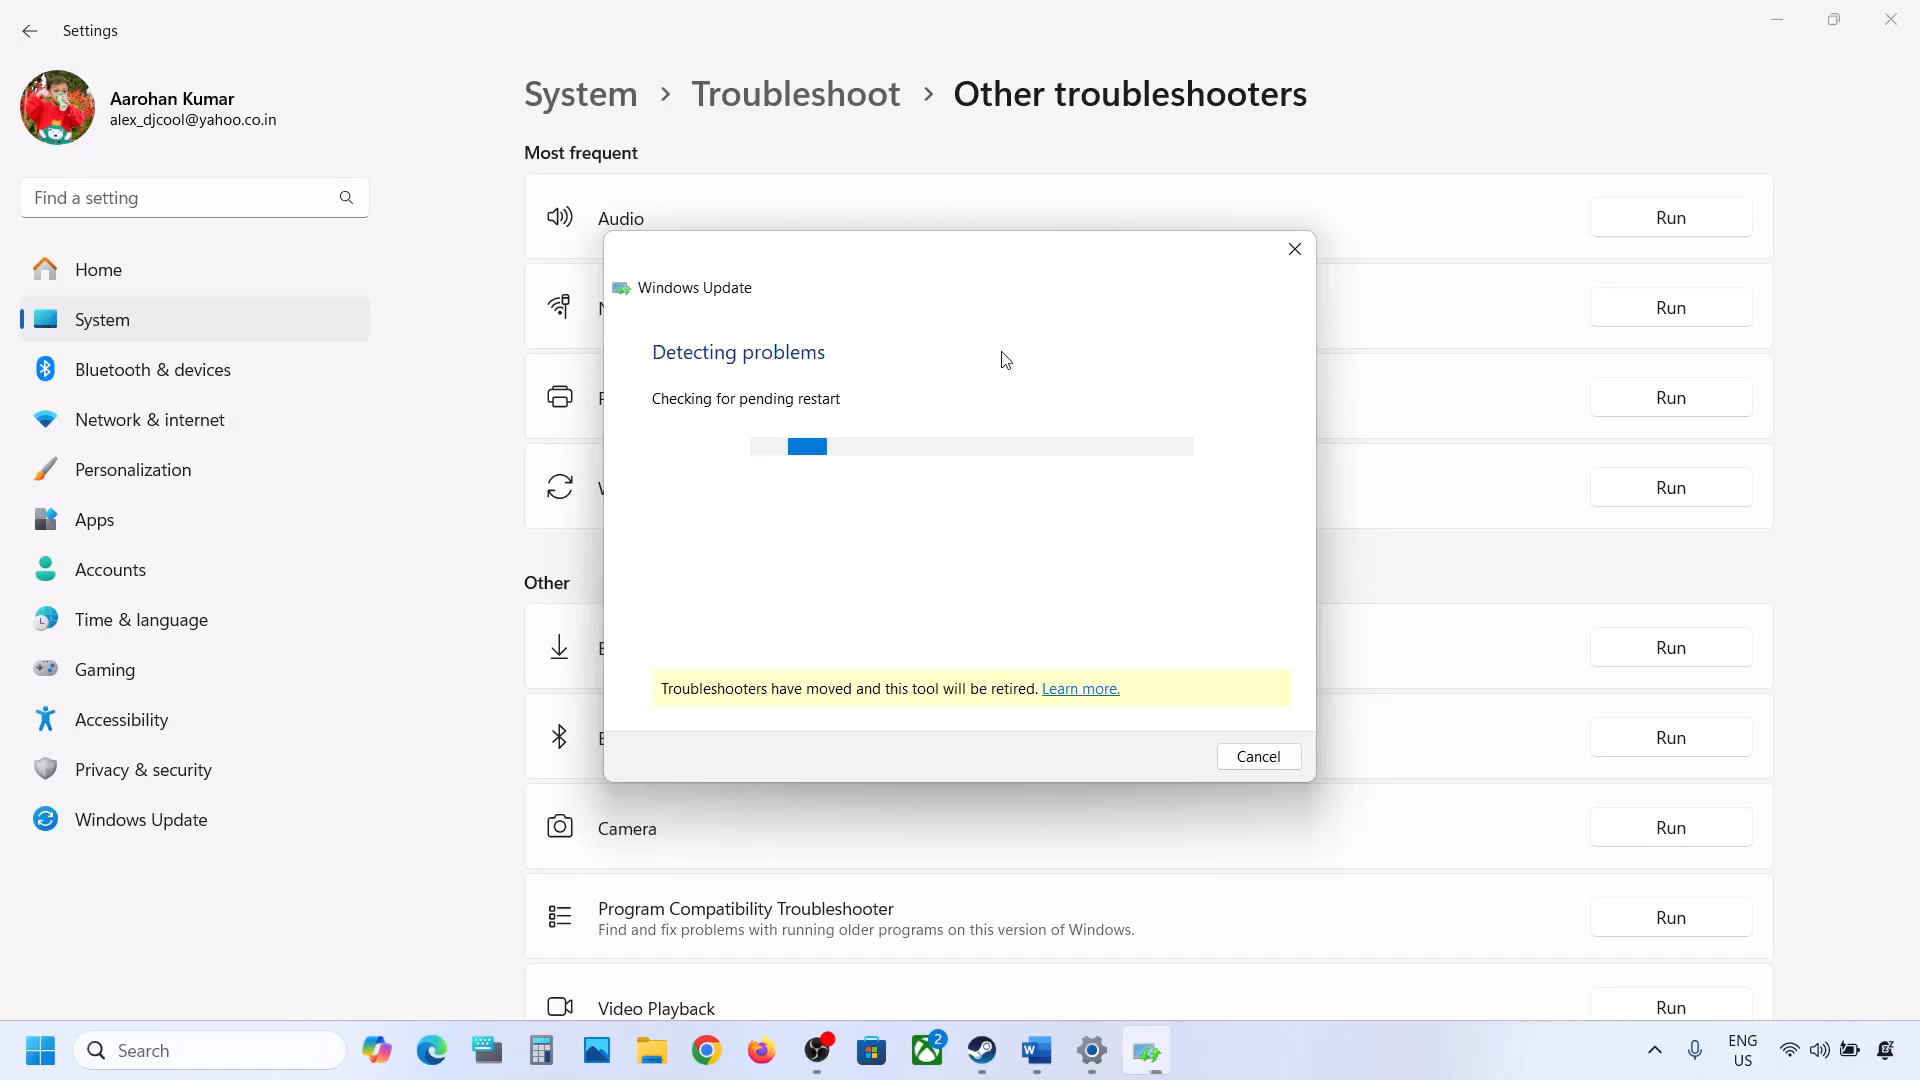 Settings
Aarohan Kumar
alex_djcool@yahoo.co.in
Find a setting
Home
System
Bluetooth & devices
Network & internet
Personalization
Apps
Accounts
Time & language
Gaming
Accessibility
Privacy & security
Windows Update
System > Troubleshoot > Other troubleshooters
Most frequent
Audio
Run
Run
Run
Run
Windows Update
Detecting problems
Checking for pending restart
Troubleshooters have moved and this tool will be retired. Learn more.
Cancel
Other
Run
Run
Camera
Run
Program Compatibility Troubleshooter
Find and fix problems with running older programs on this version of Windows.
Run
Video Playback
Run
Search
2
ENG
US